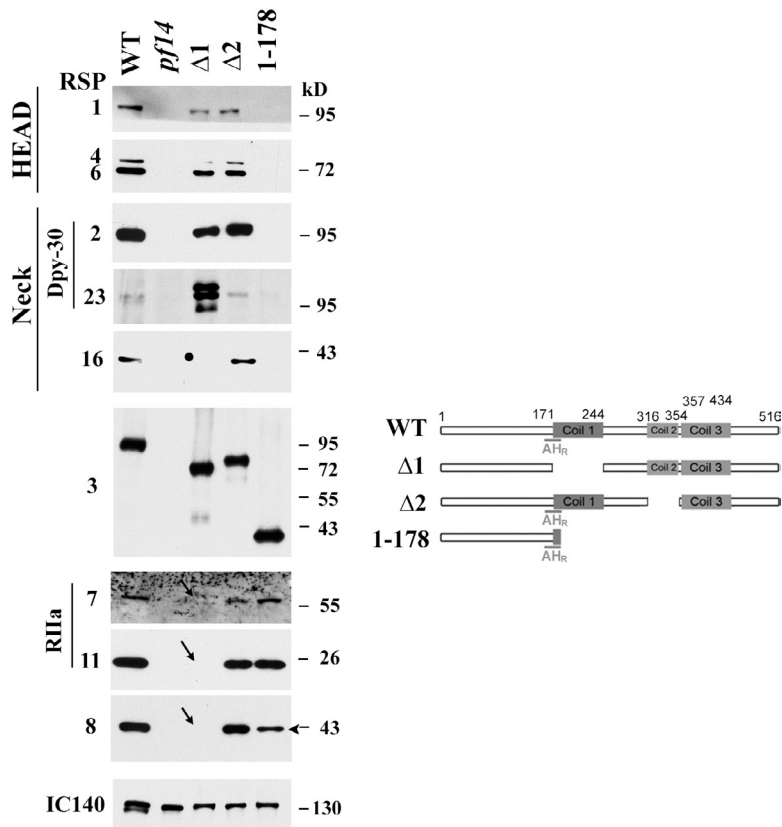 WT pf14 Δ1 Δ2 1-178
RSP kD
HEAD
1 – 95
4
6 – 72
Neck
Dpy-30
2 – 95
23 – 95
16 – 43
3
– 95
– 72
– 55
– 43
RIIa
7 – 55
11 – 26
8 – 43
IC140 – 130
357 434
1 171 244 316 354 516
WT Coil 1 Coil 2 Coil 3
AHR
Δ1 Coil 2 Coil 3
Δ2 Coil 1 Coil 3
AHR
1-178
AHR